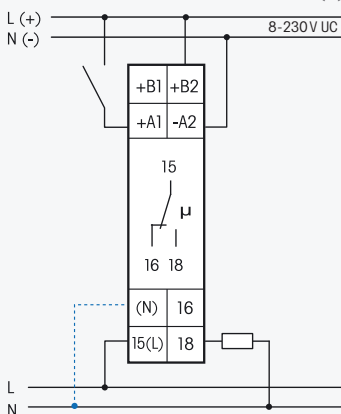 L (+)
8-230 V UC
N (-)
+B1 +B2
+A1 -A2
15
µ
16 18
(N) 16
15(L) 18
L
N